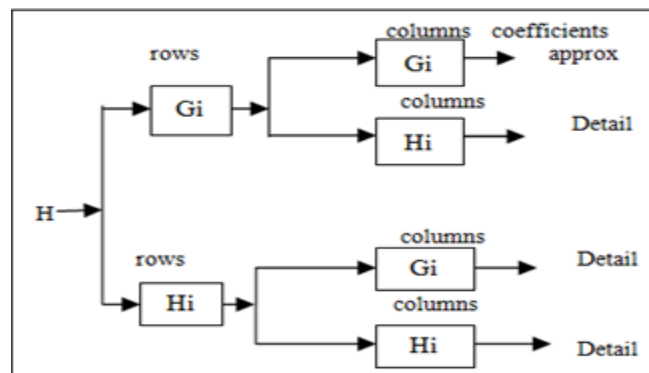 columns coefficients
rows
approx
Gi
Gi
columns
Hi
Detail
H
columns
rows
Gi
Detail
Hi
columns
Hi
Detail